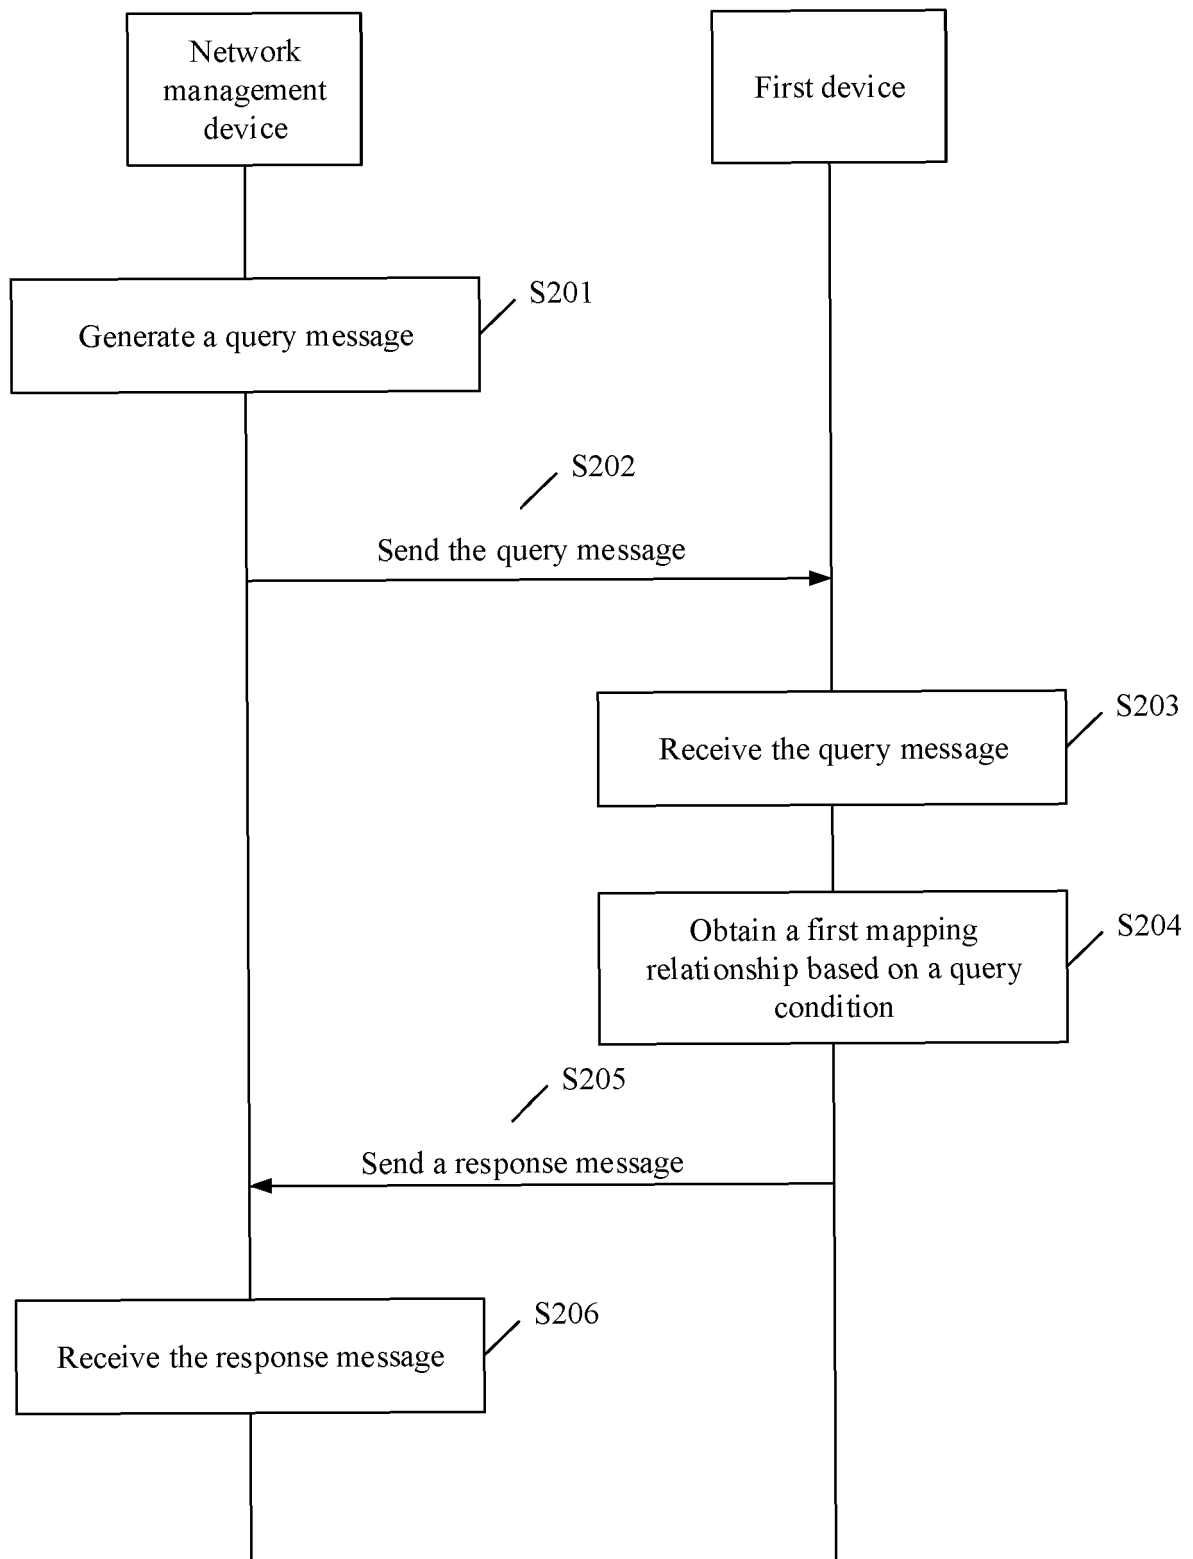 Network
management
device
First device
S201
Generate a query message
S202
Send the query message
S203
Receive the query message
S204
Obtain a first mapping
relationship based on a query
condition
S205
Send a response message
S206
Receive the response message